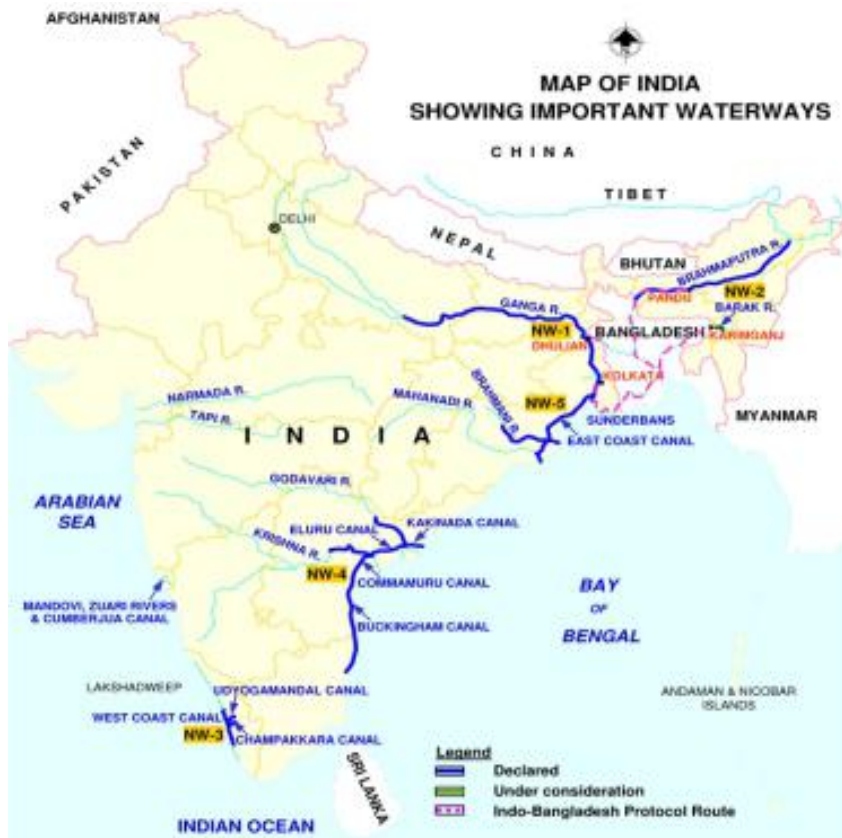 AFGHANISTAN
MAP OF INDIA
SHOWING IMPORTANT WATERWAYS
CHINA
PAKISTAN
TIBET
DELHI
NEPAL
BHUTAN
BRAHMAPUTRA R.
PANDU
NW-2
BARAK R.
GANGA R.
NW-1
BANGLADESH
KARIMGANJ
DHULIAN
KOLKATA
NARMADA R.
MAHANADI R.
BRAHMANI R.
NW-5
MYANMAR
TAPI R.
SUNDERBANS
INDIA
EAST COAST CANAL
GODAVARI R.
ARABIAN
SEA
ELURU CANAL
KAKINADA CANAL
KRISHNA R.
NW-4
COMMAMURU CANAL
BAY
OF
BENGAL
MANDOVI, ZUARI RIVERS
& CUMBERJUA CANAL
BUCKINGHAM CANAL
LAKSHADWEEP
UDYOGAMANDAL CANAL
ANDAMAN & NICOBAR
ISLANDS
WEST COAST CANAL
NW-3
CHAMPAKKARA CANAL
SRI LANKA
Legend
Declared
Under consideration
Indo-Bangladesh Protocol Route
INDIAN OCEAN